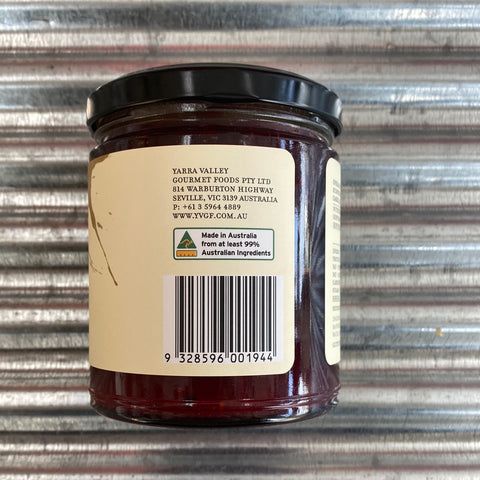 YARRA VALLEY
GOURMET FOODS PTY LTD
814 WARBURTON HIGHWAY
SEVILLE, VIC 3139 AUSTRALIA
P: +61 3 5964 4889
WWW.YVGF.COM.AU
Made in Australia
from at least 99%
Australian Ingredients
9 328596 001944